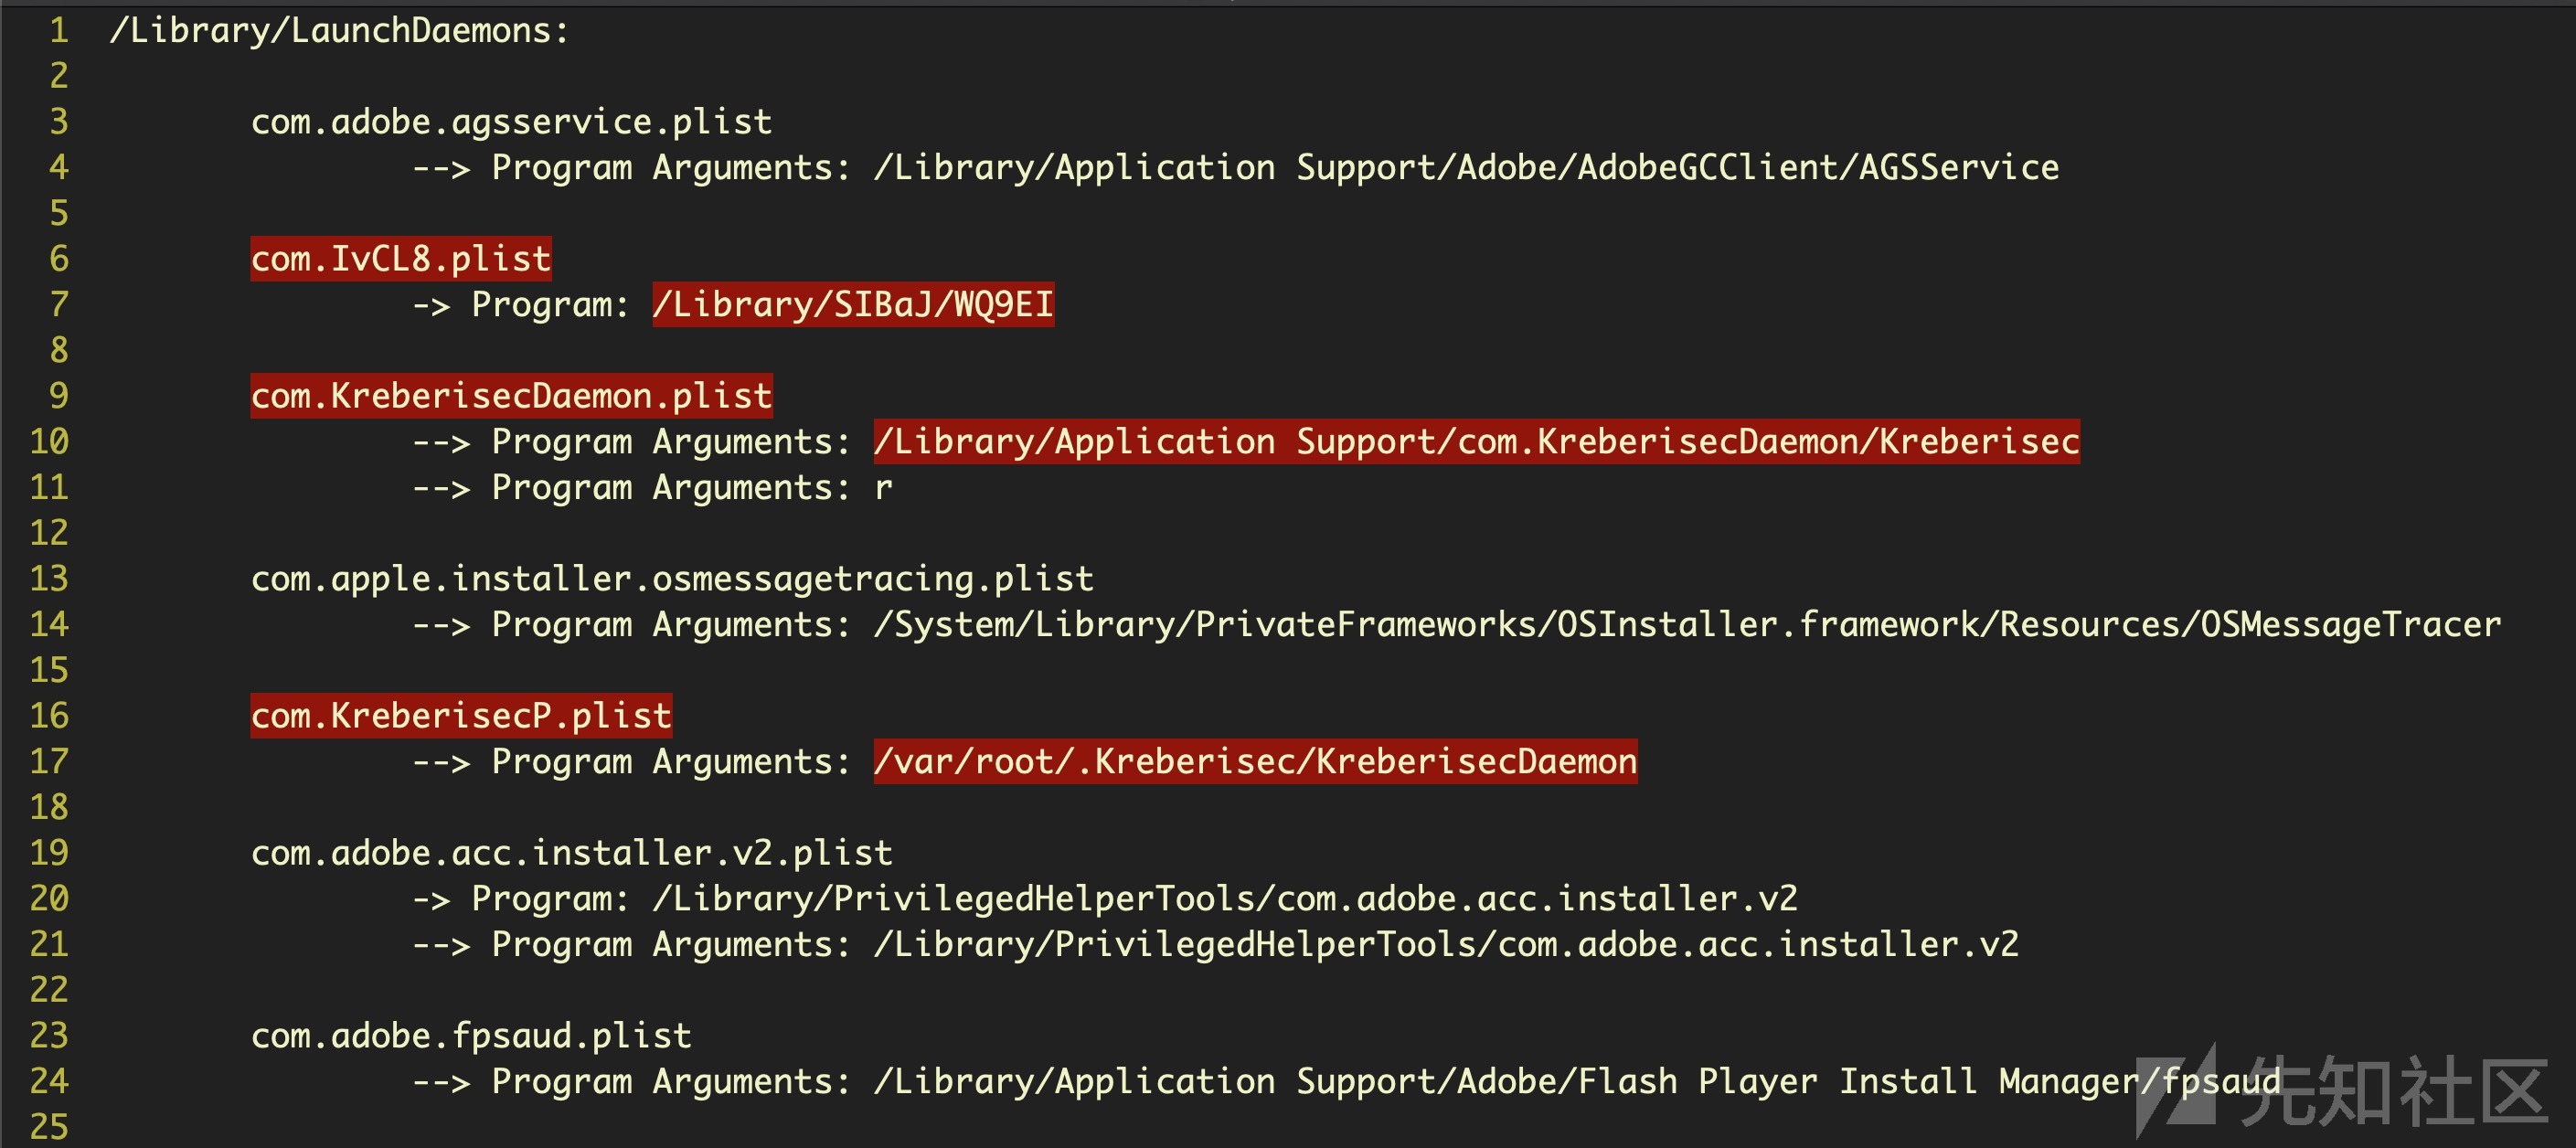 1 /Library/LaunchDaemons:
2
3 com.adobe.agsservice.plist
4 --> Program Arguments: /Library/Application Support/Adobe/AdobeGCClient/AGSService
5
6 com.IvCL8.plist
7 -> Program: /Library/SIBaJ/WQ9EI
8
9 com.KreberisecDaemon.plist
10 --> Program Arguments: /Library/Application Support/com.KreberisecDaemon/Kreberisec
11 --> Program Arguments: r
12
13 com.apple.installer.osmessagetracing.plist
14 --> Program Arguments: /System/Library/PrivateFrameworks/OSInstaller.framework/Resources/OSMessageTracer
15
16 com.KreberisecP.plist
17 --> Program Arguments: /var/root/.Kreberisec/KreberisecDaemon
18
19 com.adobe.acc.installer.v2.plist
20 -> Program: /Library/PrivilegedHelperTools/com.adobe.acc.installer.v2
21 --> Program Arguments: /Library/PrivilegedHelperTools/com.adobe.acc.installer.v2
22
23 com.adobe.fpsaud.plist
24 --> Program Arguments: /Library/Application Support/Adobe/Flash Player Install Manager/fpsaud
25
先知社区